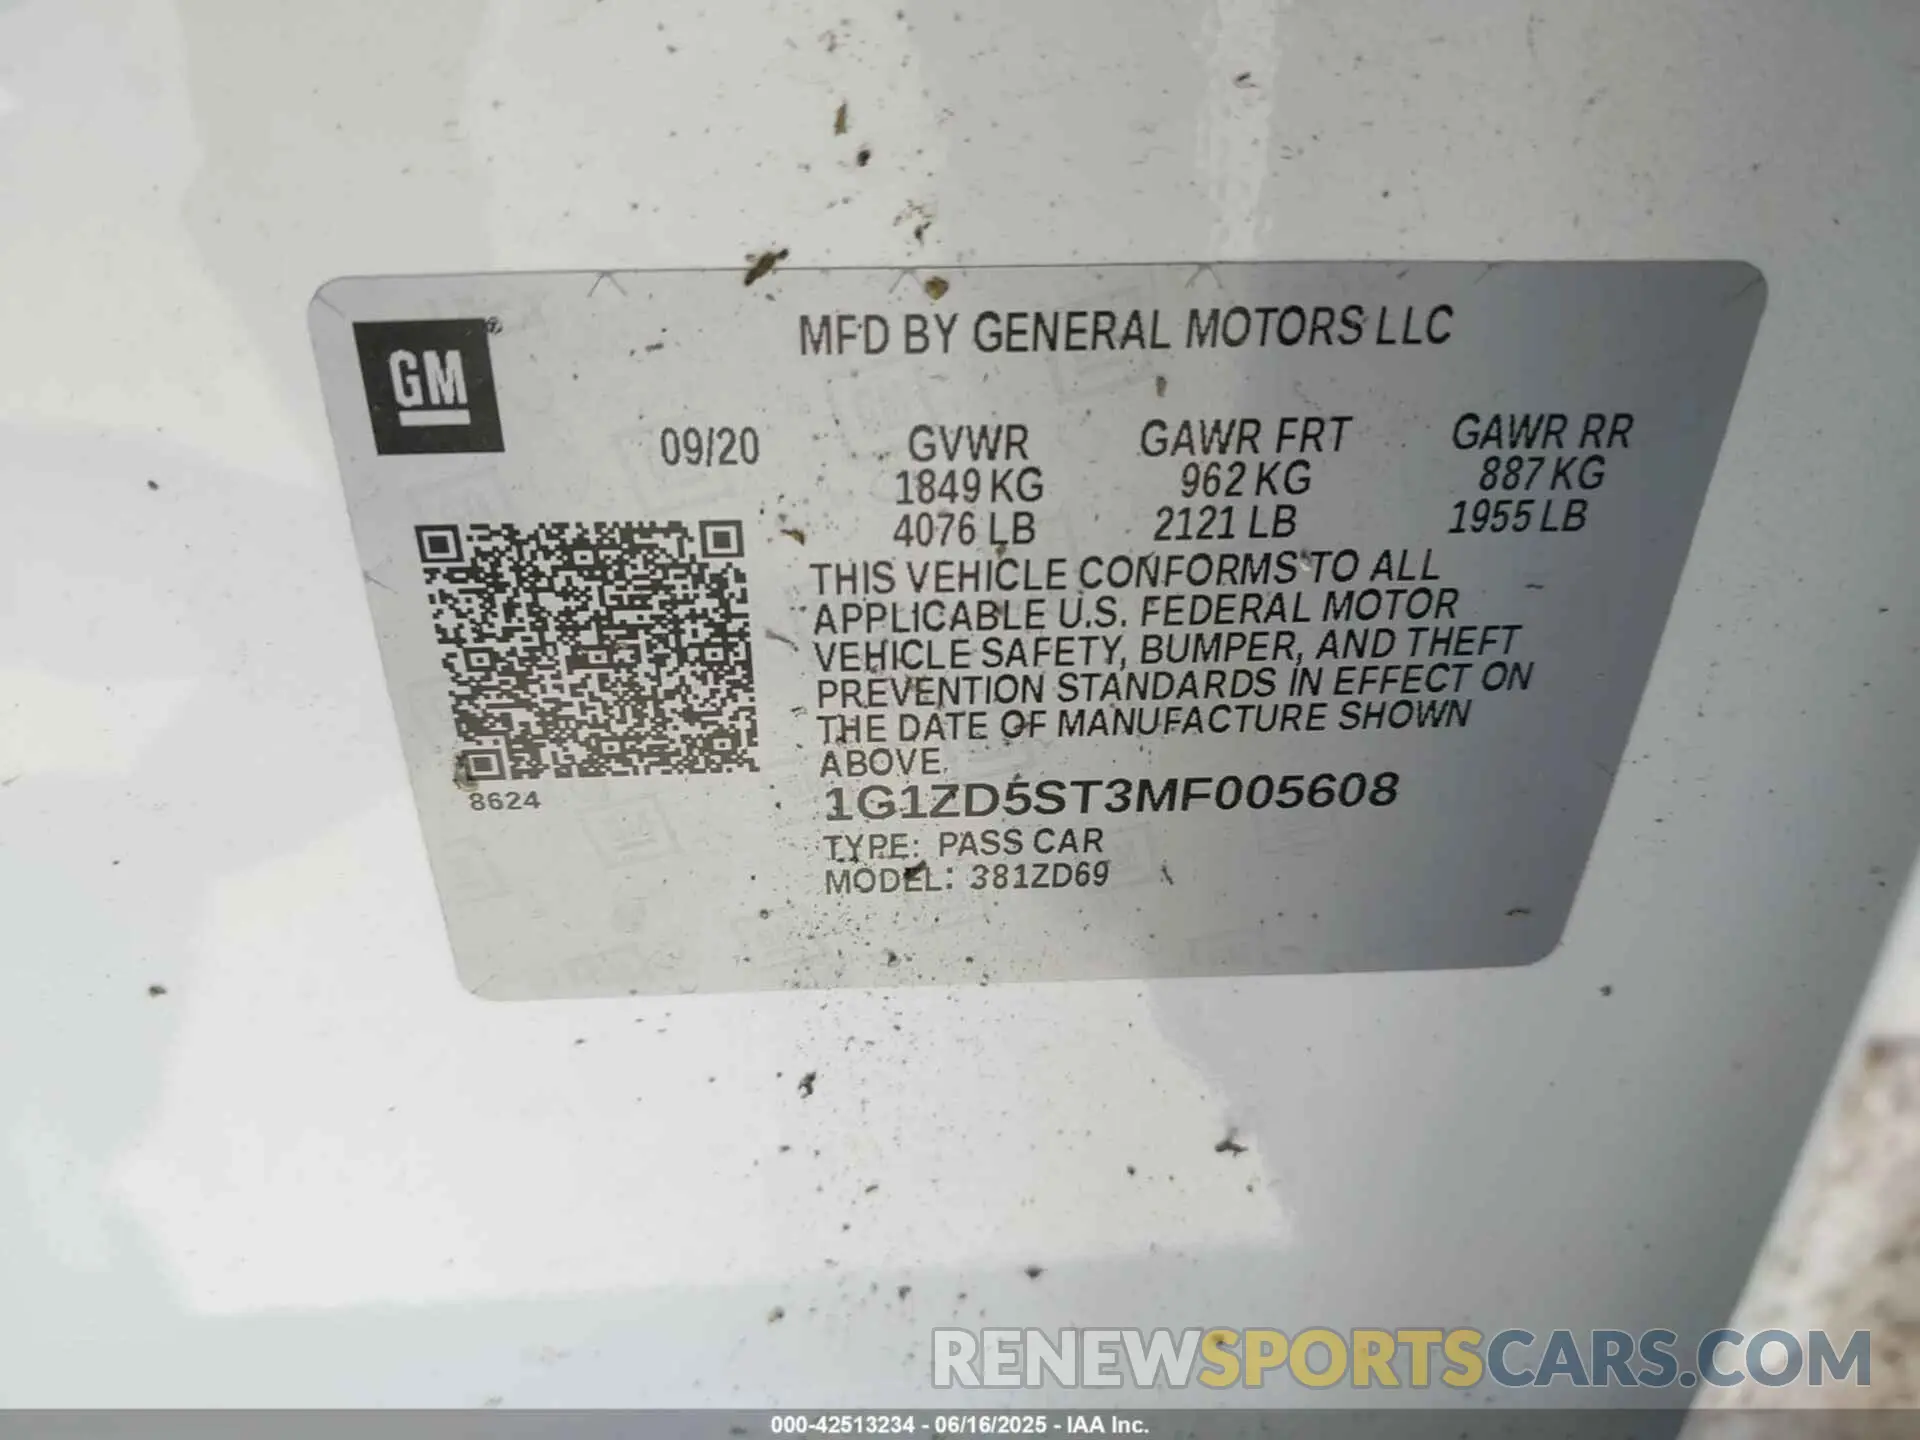 GM®
MFD BY GENERAL MOTORS LLC
09/20 GVWR GAWR FRT GAWR RR
1849 KG 962 KG 887 KG
4076 LB 2121 LB 1955 LB
THIS VEHICLE CONFORMS TO ALL
APPLICABLE U.S. FEDERAL MOTOR
VEHICLE SAFETY, BUMPER, AND THEFT
PREVENTION STANDARDS IN EFFECT ON
THE DATE OF MANUFACTURE SHOWN
ABOVE.
8624
1G1ZD5ST3MF005608
TYPE: PASS CAR
MODEL: 381ZD69
RENEWSPORTSCARS.COM
000-42513234 - 06/16/2025 - IAA Inc.